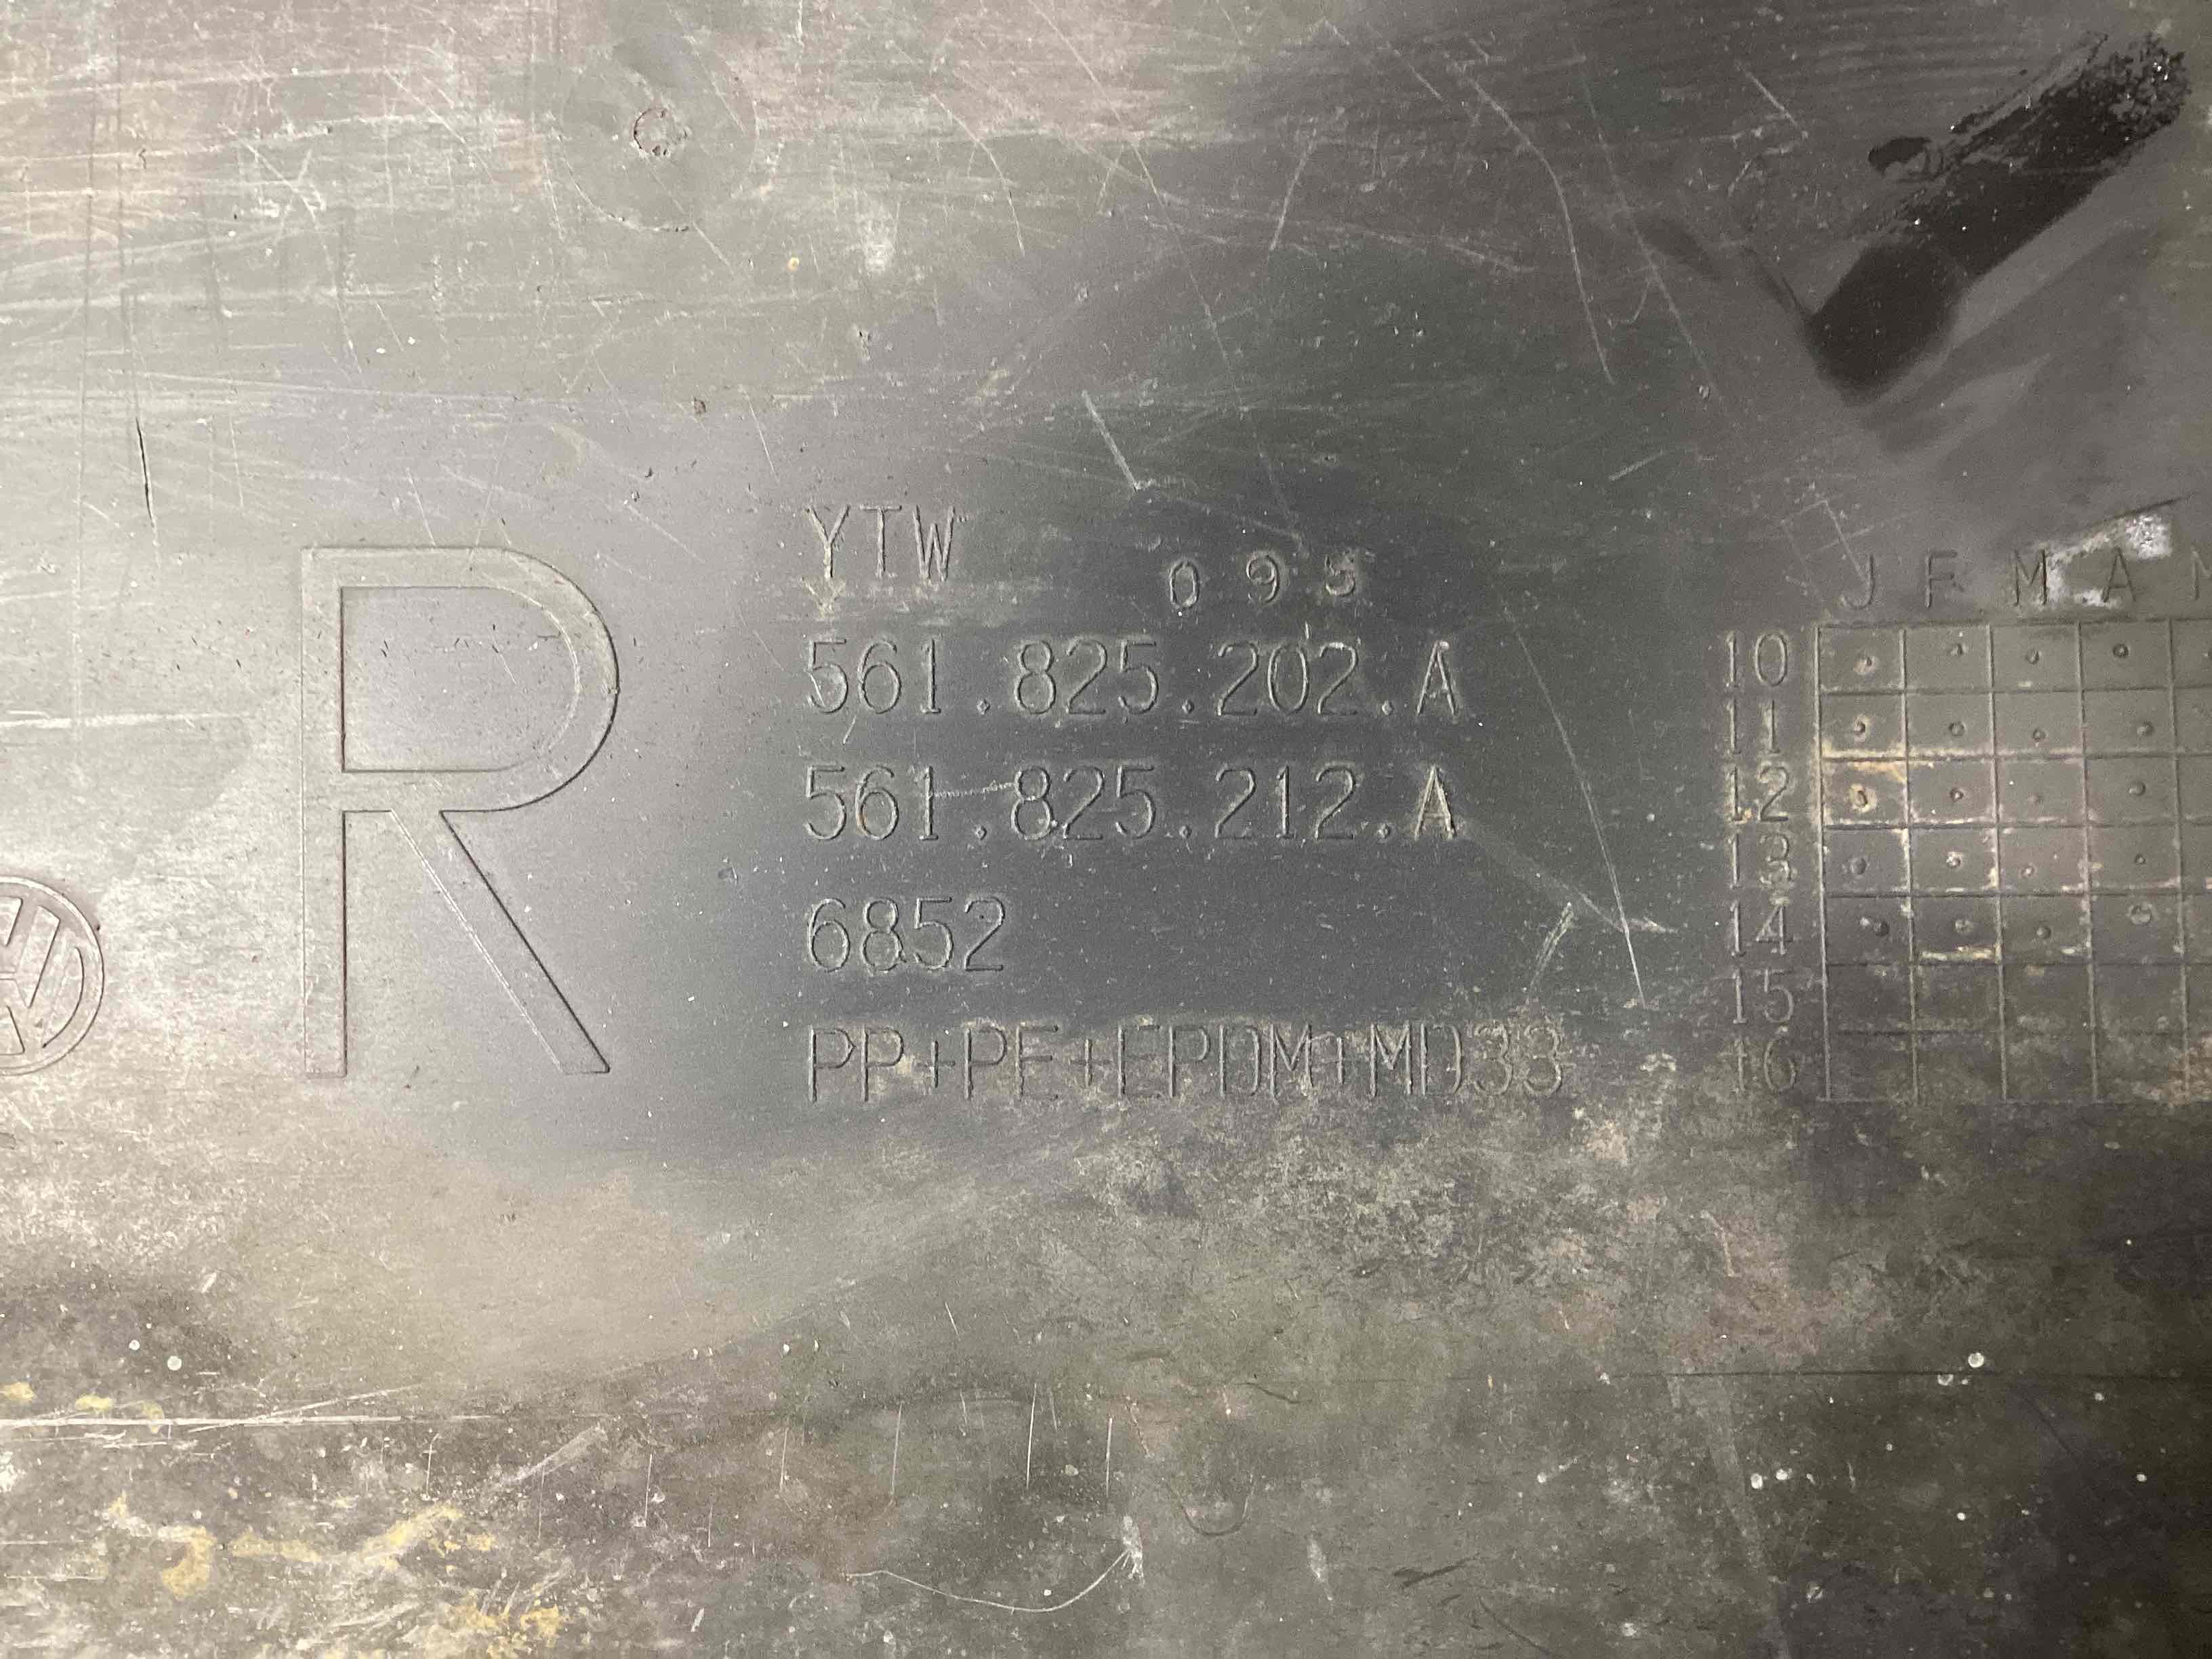 R
YTW
095
561.825.202.A
561.825.212.A
6852
PP+PE+EPDM+MD33
J F M A M
10
11
12
13
14
15
16